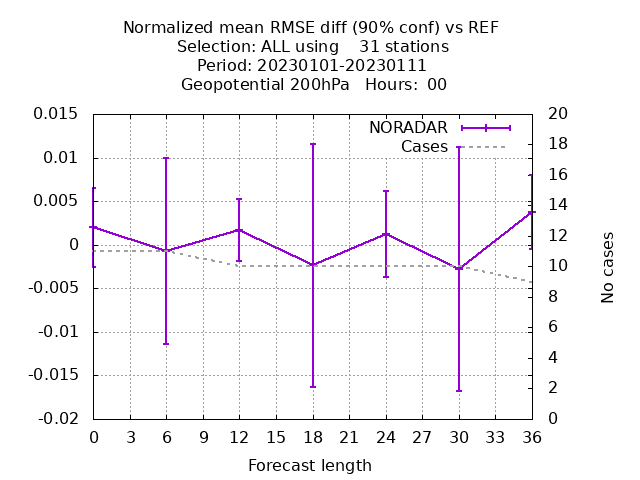 Normalized mean RMSE diff (90% conf) vs REF
Selection: ALL using    31 stations
Period: 20230101-20230111
Geopotential 200hPa   Hours:  00
NORADAR
Cases
0.015
0.01
0.005
0
-0.005
-0.01
-0.015
-0.02
20
18
16
14
12
10
8
6
4
2
0
No cases
0 3 6 9 12 15 18 21 24 27 30 33 36
Forecast length